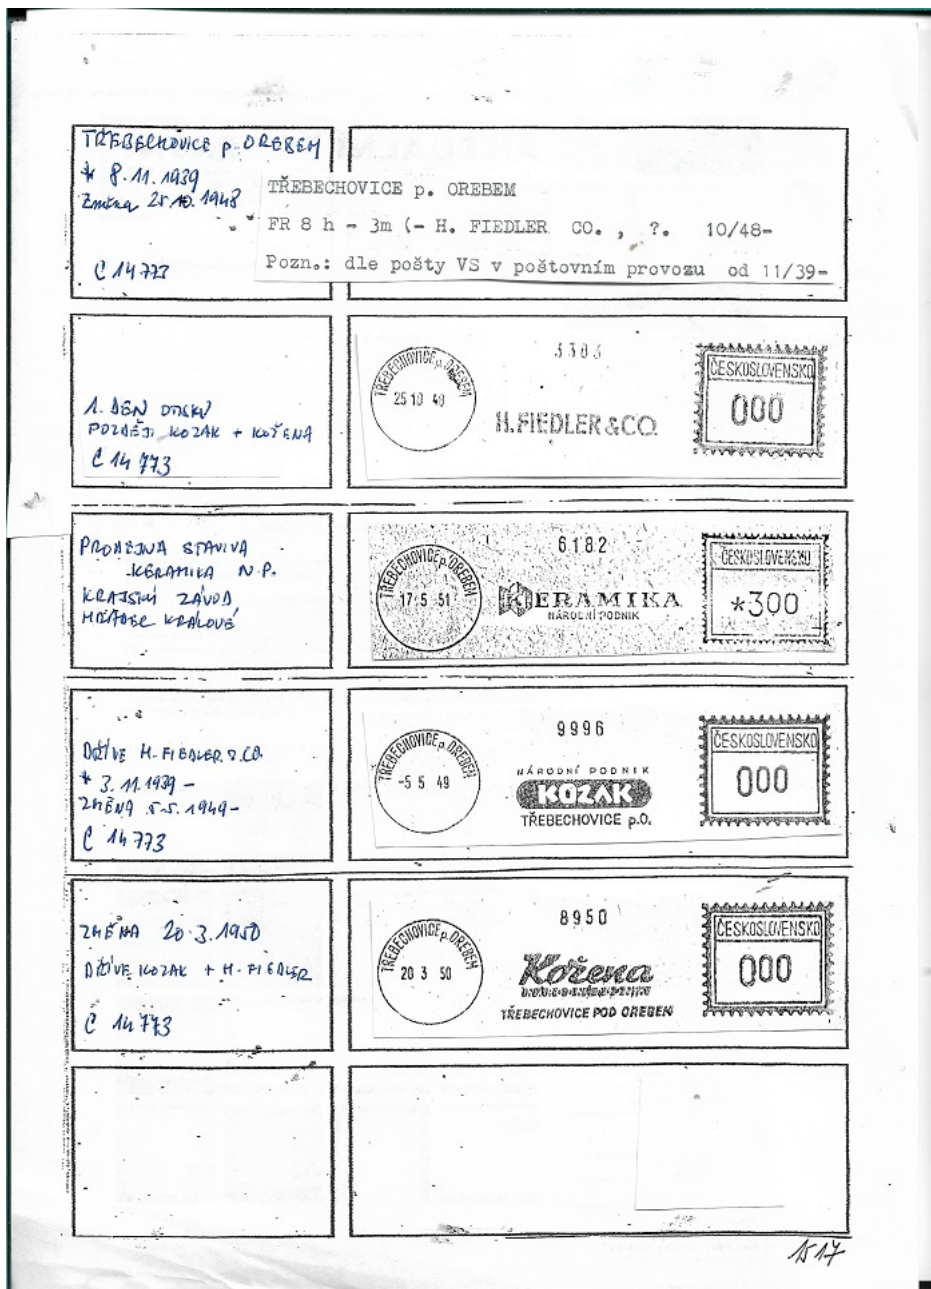 TŘEBECHOVICE p. OREBEM
* 8.11.1939
Změna 25.10.1948
C 14773
TŘEBECHOVICE p. OREBEM
FR 8 h - 3m (- H. FIEDLER CO. , ?. 10/48-
Pozn.: dle pošty VS v poštovním provozu od 11/39-
1. DEN OTISKU
POZDĚJI KOZAK + KOŘENA
C 14773
TŘEBECHOVICE p. OREBEM
25 10 48
3383
H. FIEDLER & CO.
ČESKOSLOVENSKO
000
PRODEJNA STAVIVA
KERAMIKA N.P.
KRAJSKÝ ZÁVOD
HRADEC KRÁLOVÉ
TŘEBECHOVICE p. OREBEM
17.5 51
6182
KERAMIKA
NÁRODNÍ PODNIK
ČESKOSLOVENSKO
*300
DŘÍVE H. FIEDLER & CO.
* 3.11.1939 -
ZMĚNA 5.5.1949-
C 14773
TŘEBECHOVICE p. OREBEM
-5 5 49
9996
NÁRODNÍ PODNIK
KOZAK
TŘEBECHOVICE p.O.
ČESKOSLOVENSKO
000
ZMĚNA 20.3.1950
DŘÍVE KOZAK + H. FIEDLER
C 14773
TŘEBECHOVICE p. OREBEM
20 3 50
8950
Kořena
TŘEBECHOVICE POD OREBEM
ČESKOSLOVENSKO
000
1517